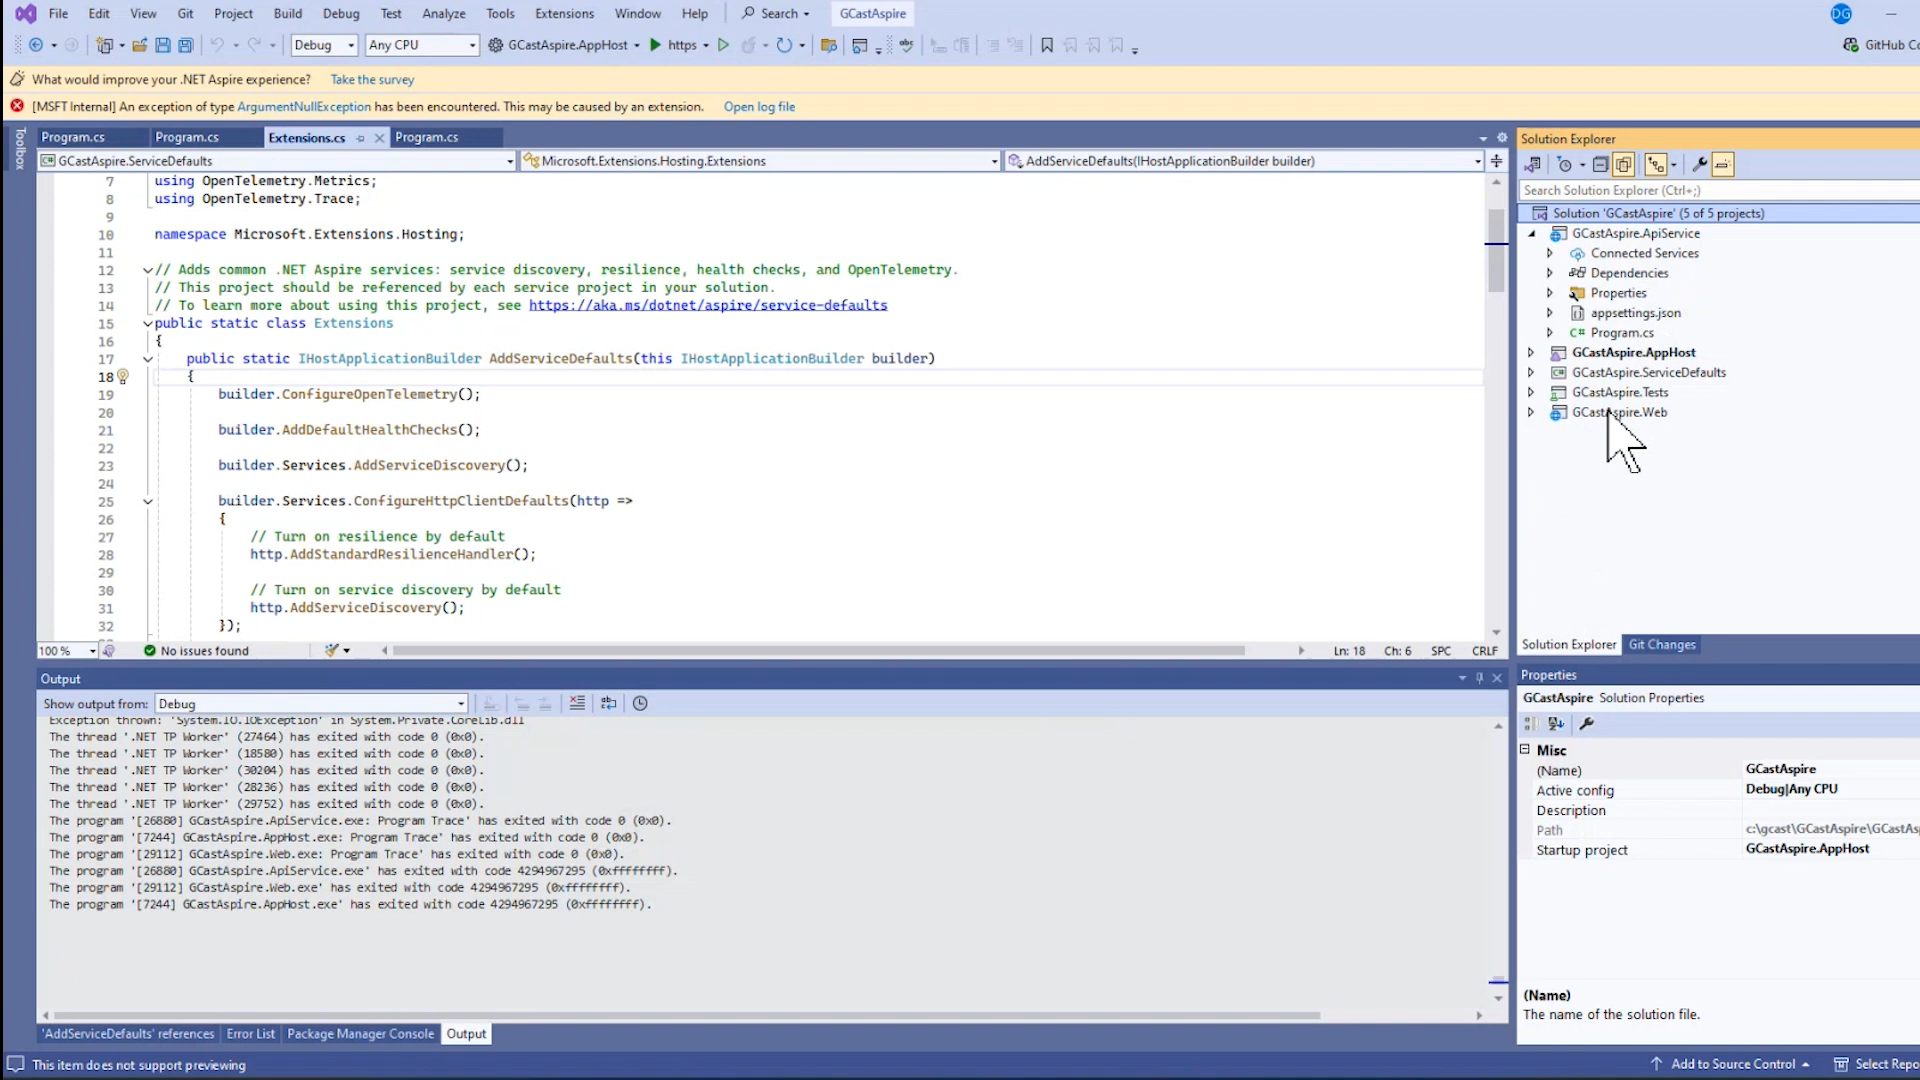 File Edit View Git Project Build Debug Test Analyze Tools Extensions Window Help Search GCastAspire DG
Debug Any CPU GCastAspire.AppHost https GitHub Co
What would improve your .NET Aspire experience? Take the survey
[MSFT Internal] An exception of type ArgumentNullException has been encountered. This may be caused by an extension. Open log file
Toolbox
Program.cs Program.cs Extensions.cs Program.cs
GCastAspire.ServiceDefaults Microsoft.Extensions.Hosting.Extensions AddServiceDefaults(IHostApplicationBuilder builder)
7 using OpenTelemetry.Metrics;
8 using OpenTelemetry.Trace;
9
10 namespace Microsoft.Extensions.Hosting;
11
12 // Adds common .NET Aspire services: service discovery, resilience, health checks, and OpenTelemetry.
13 // This project should be referenced by each service project in your solution.
14 // To learn more about using this project, see https://aka.ms/dotnet/aspire/service-defaults
15 public static class Extensions
16 {
17 public static IHostApplicationBuilder AddServiceDefaults(this IHostApplicationBuilder builder)
18 {
19 builder.ConfigureOpenTelemetry();
20
21 builder.AddDefaultHealthChecks();
22
23 builder.Services.AddServiceDiscovery();
24
25 builder.Services.ConfigureHttpClientDefaults(http =>
26 {
27 // Turn on resilience by default
28 http.AddStandardResilienceHandler();
29
30 // Turn on service discovery by default
31 http.AddServiceDiscovery();
32 });
100 % No issues found Ln: 18 Ch: 6 SPC CRLF
Output
Show output from: Debug
Exception thrown: 'System.IO.IOException' in System.Private.CoreLib.dll
The thread '.NET TP Worker' (27464) has exited with code 0 (0x0).
The thread '.NET TP Worker' (18580) has exited with code 0 (0x0).
The thread '.NET TP Worker' (30204) has exited with code 0 (0x0).
The thread '.NET TP Worker' (28236) has exited with code 0 (0x0).
The thread '.NET TP Worker' (29752) has exited with code 0 (0x0).
The program '[26880] GCastAspire.ApiService.exe: Program Trace' has exited with code 0 (0x0).
The program '[7244] GCastAspire.AppHost.exe: Program Trace' has exited with code 0 (0x0).
The program '[29112] GCastAspire.Web.exe: Program Trace' has exited with code 0 (0x0).
The program '[26880] GCastAspire.ApiService.exe' has exited with code 4294967295 (0xffffffff).
The program '[29112] GCastAspire.Web.exe' has exited with code 4294967295 (0xffffffff).
The program '[7244] GCastAspire.AppHost.exe' has exited with code 4294967295 (0xffffffff).
'AddServiceDefaults' references Error List Package Manager Console Output
Solution Explorer
Search Solution Explorer (Ctrl+;)
Solution 'GCastAspire' (5 of 5 projects)
GCastAspire.ApiService
Connected Services
Dependencies
Properties
appsettings.json
C# Program.cs
GCastAspire.AppHost
GCastAspire.ServiceDefaults
GCastAspire.Tests
GCastAspire.Web
Solution Explorer Git Changes
Properties
GCastAspire Solution Properties
Misc
(Name) GCastAspire
Active config Debug|Any CPU
Description
Path c:\gcast\GCastAspire\GCastAs
Startup project GCastAspire.AppHost
(Name)
The name of the solution file.
This item does not support previewing Add to Source Control Select Repo